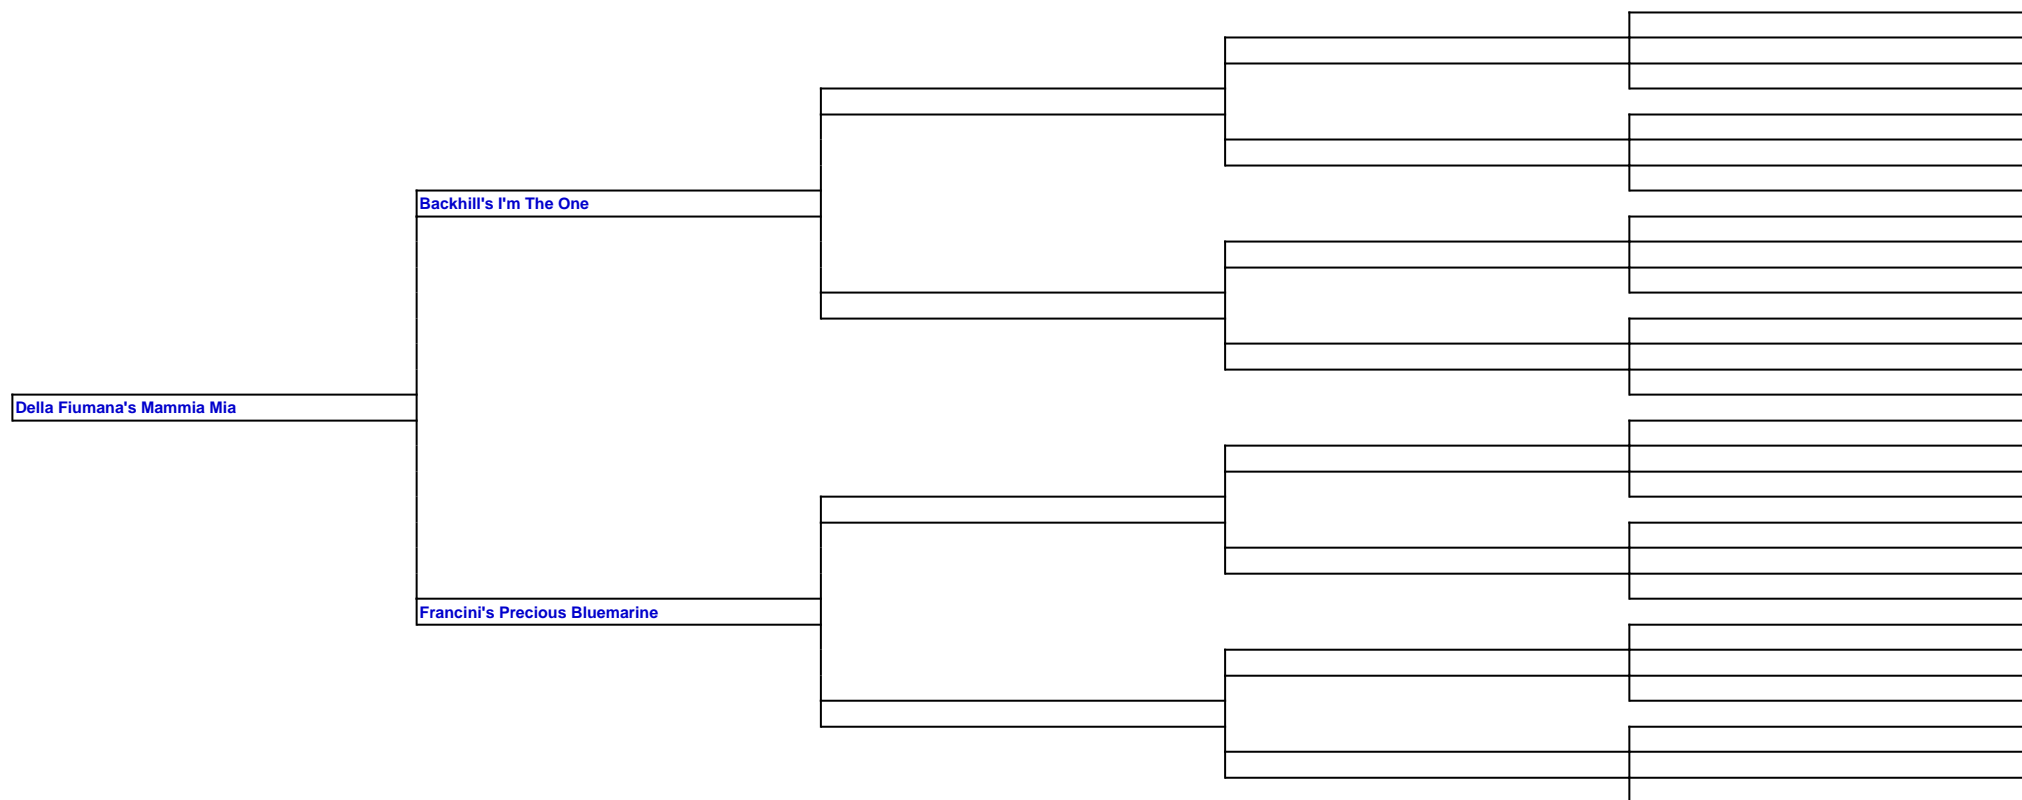 Backhill's I'm The One
Della Fiumana's Mammia Mia
Francini's Precious Bluemarine